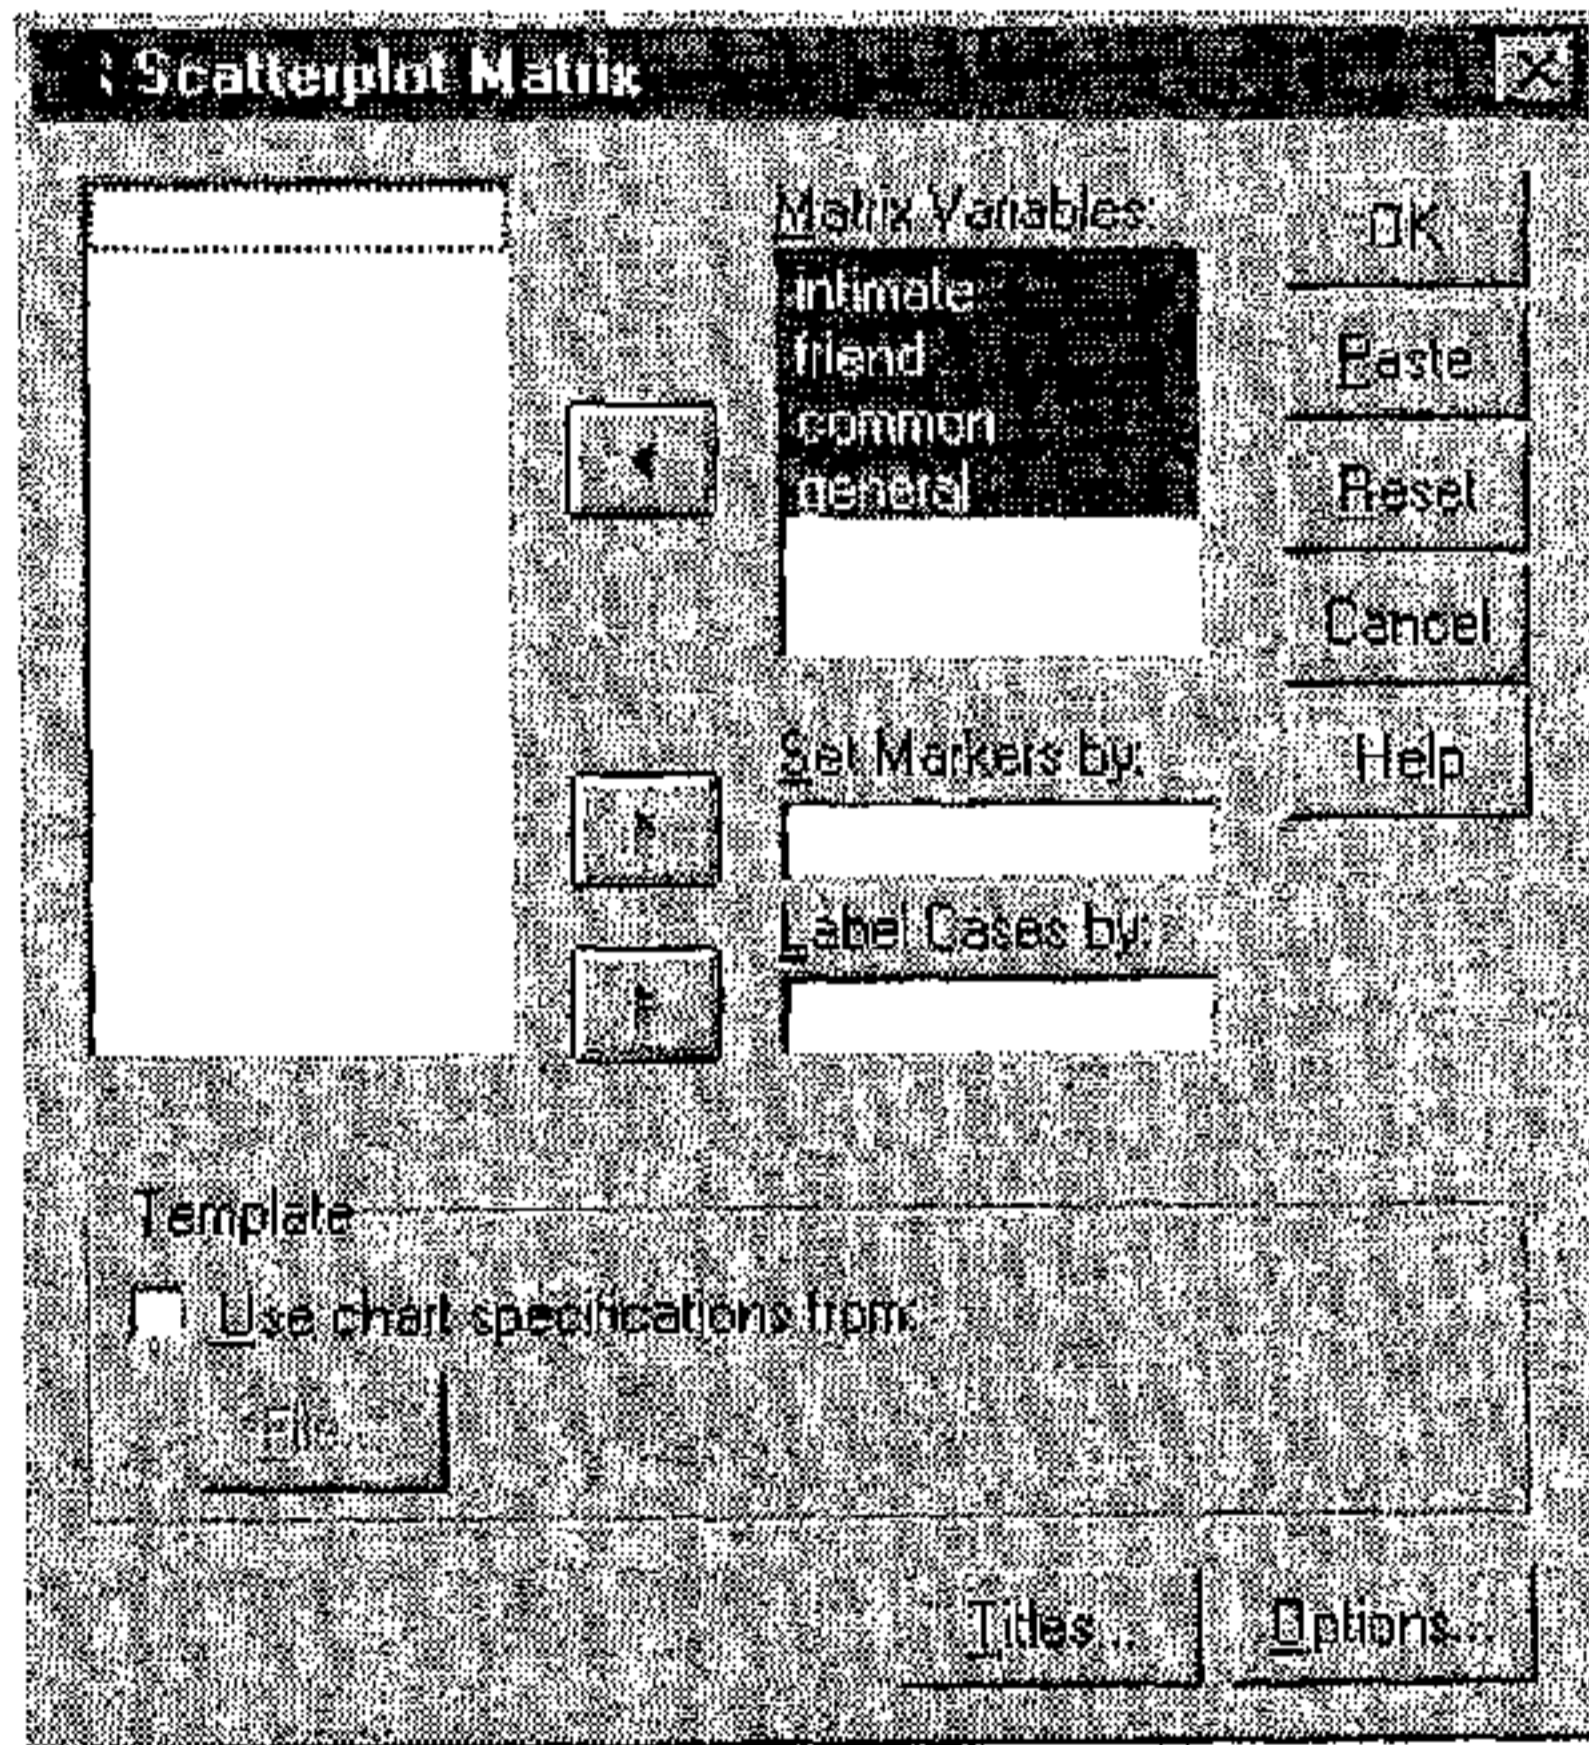 Scatterplot Matrix
Matrix Variables:
intimate
friend
common
general
OK
Paste
Reset
Cancel
Help
Set Markers by:
Label Cases by:
Template
Use chart specifications from:
File...
Titles...
Options...